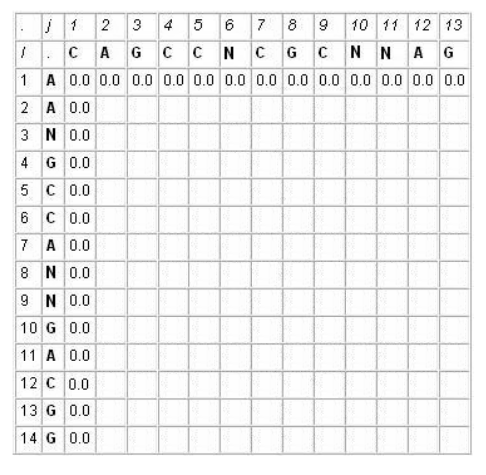 . j 1 2 3 4 5 6 7 8 9 10 11 12 13
I . C A G C C N C G C N N A G
1 A 0.0 0.0 0.0 0.0 0.0 0.0 0.0 0.0 0.0 0.0 0.0 0.0 0.0
2 A 0.0
3 N 0.0
4 G 0.0
5 C 0.0
6 C 0.0
7 A 0.0
8 N 0.0
9 N 0.0
10 G 0.0
11 A 0.0
12 C 0.0
13 G 0.0
14 G 0.0